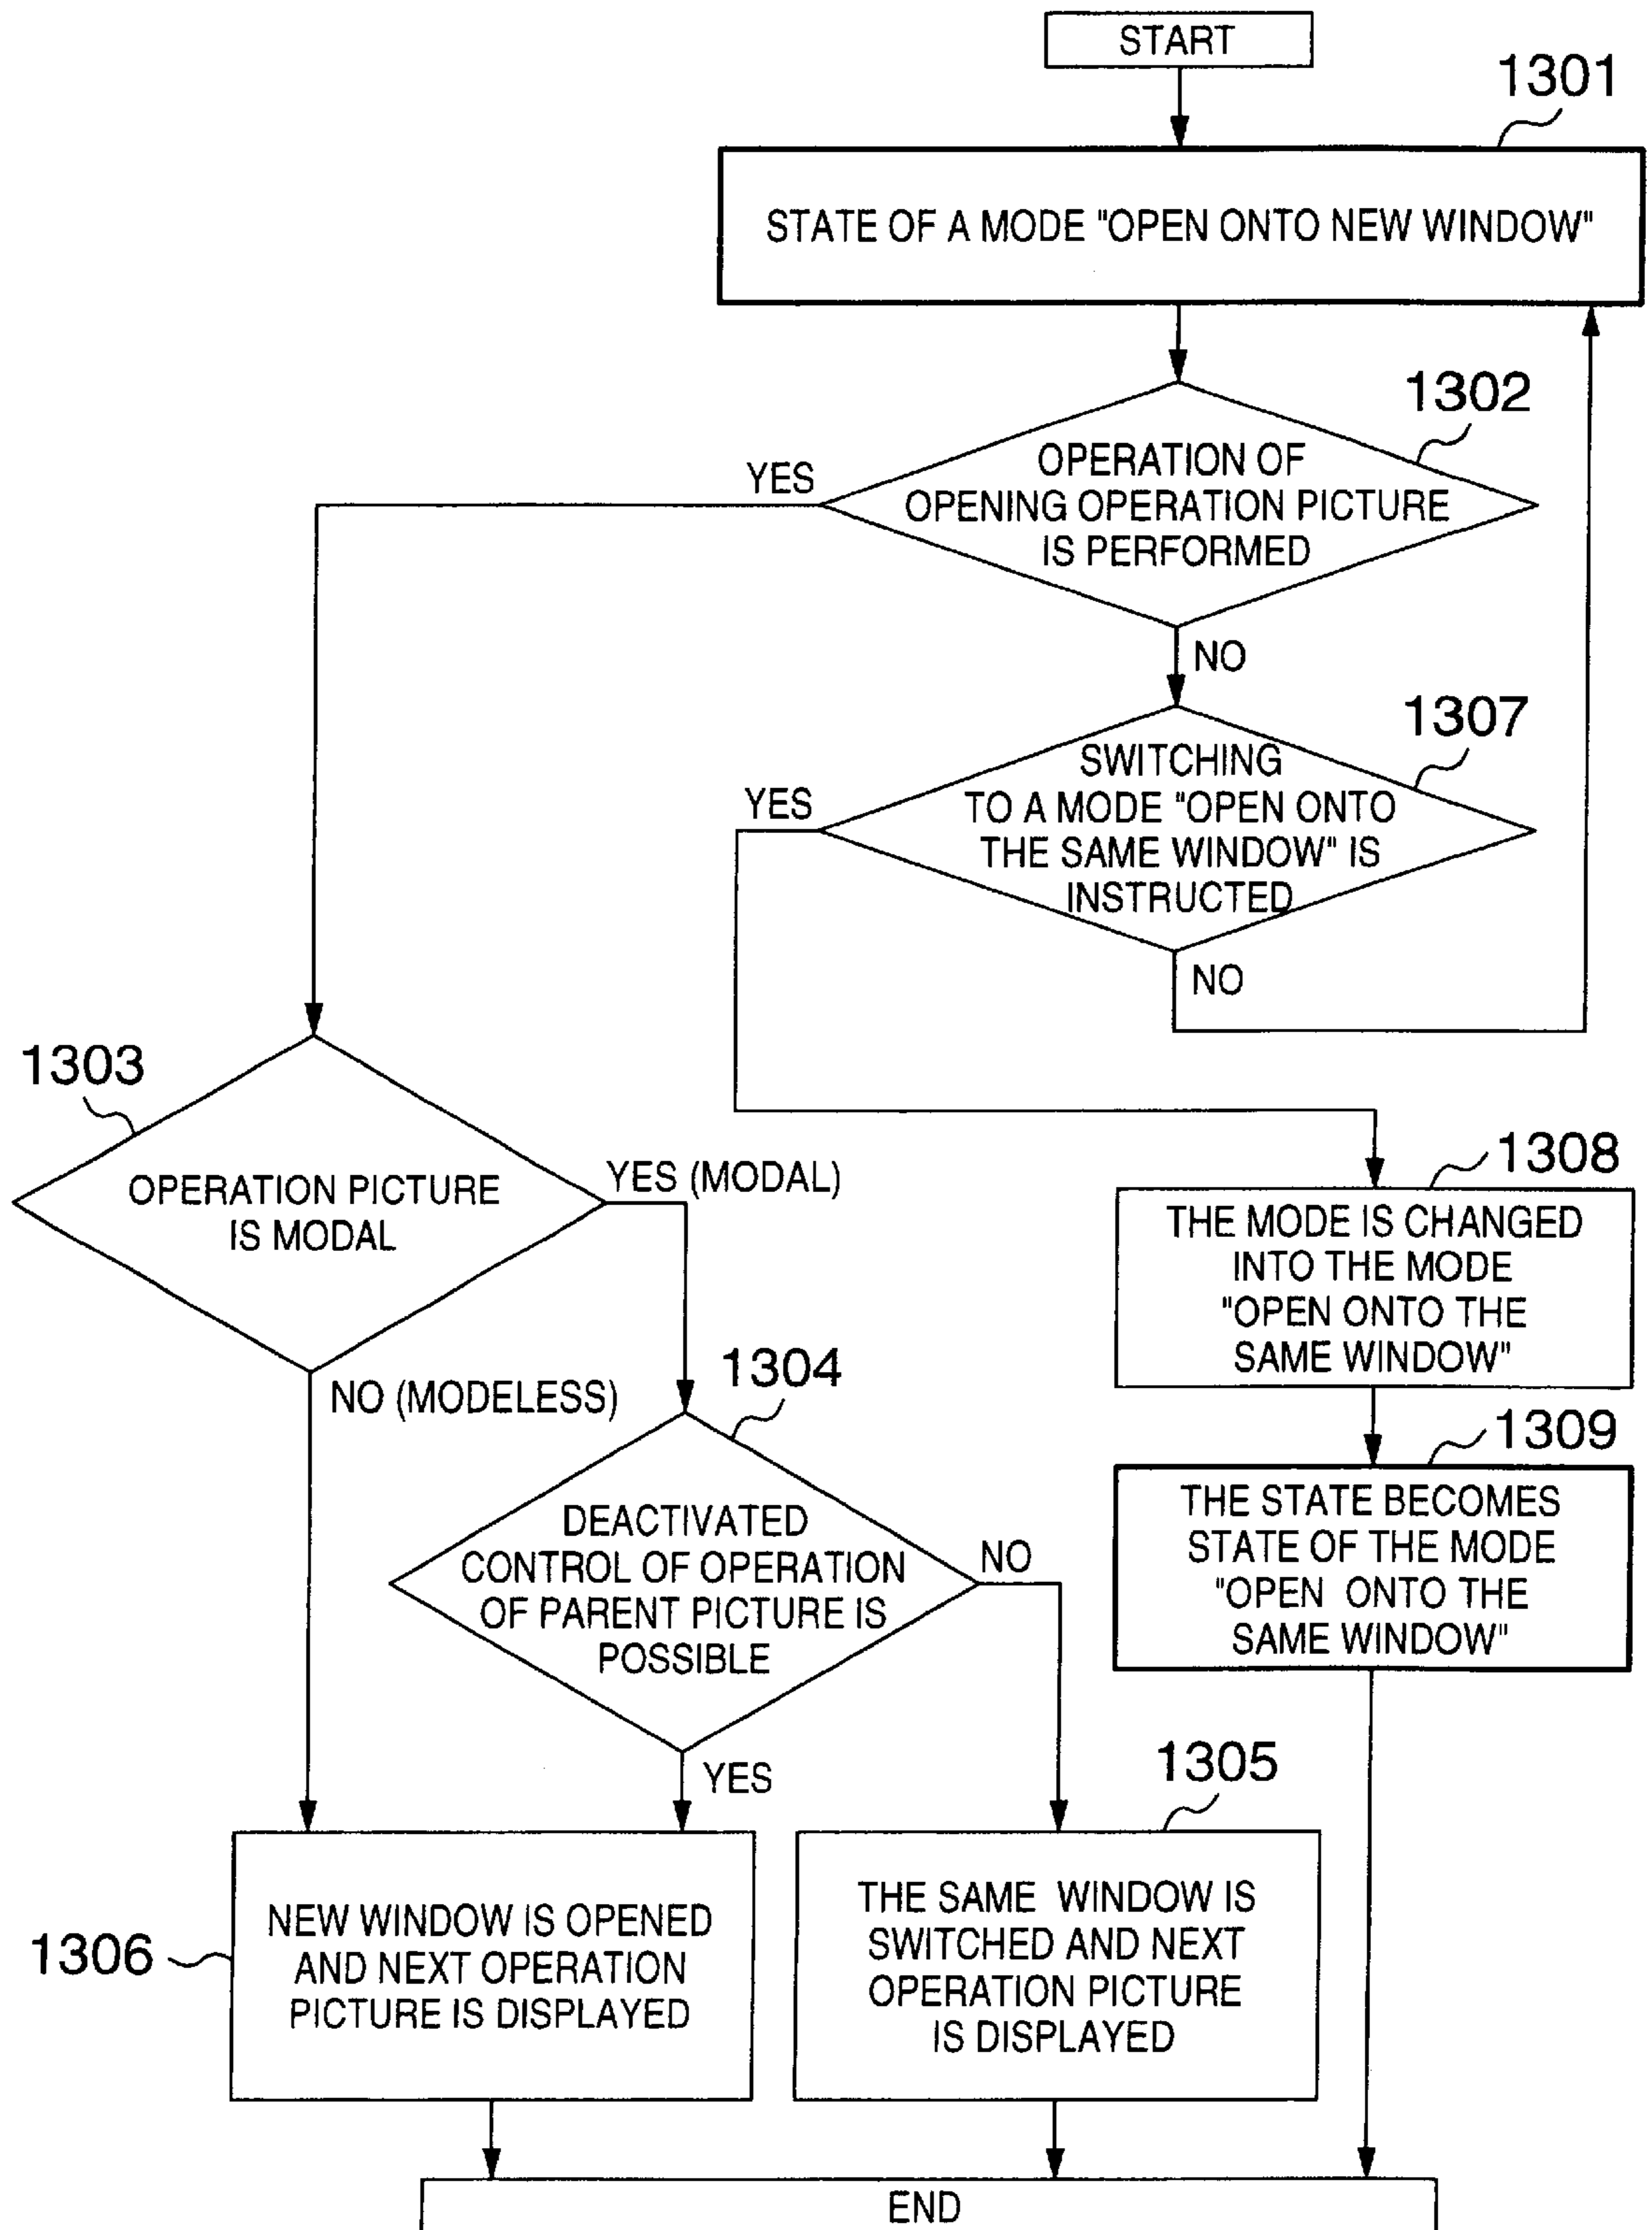 START
1301
STATE OF A MODE "OPEN ONTO NEW WINDOW"
1302
OPERATION OF
OPENING OPERATION PICTURE
IS PERFORMED
YES
NO
1307
SWITCHING
TO A MODE "OPEN ONTO
THE SAME WINDOW" IS
INSTRUCTED
YES
NO
1303
OPERATION PICTURE
IS MODAL
YES (MODAL)
NO (MODELESS)
1308
THE MODE IS CHANGED
INTO THE MODE
"OPEN ONTO THE
SAME WINDOW"
1304
DEACTIVATED
CONTROL OF OPERATION
OF PARENT PICTURE IS
POSSIBLE
NO
YES
1309
THE STATE BECOMES
STATE OF THE MODE
"OPEN ONTO THE
SAME WINDOW"
1305
THE SAME WINDOW IS
SWITCHED AND NEXT
OPERATION PICTURE
IS DISPLAYED
1306
NEW WINDOW IS OPENED
AND NEXT OPERATION
PICTURE IS DISPLAYED
END